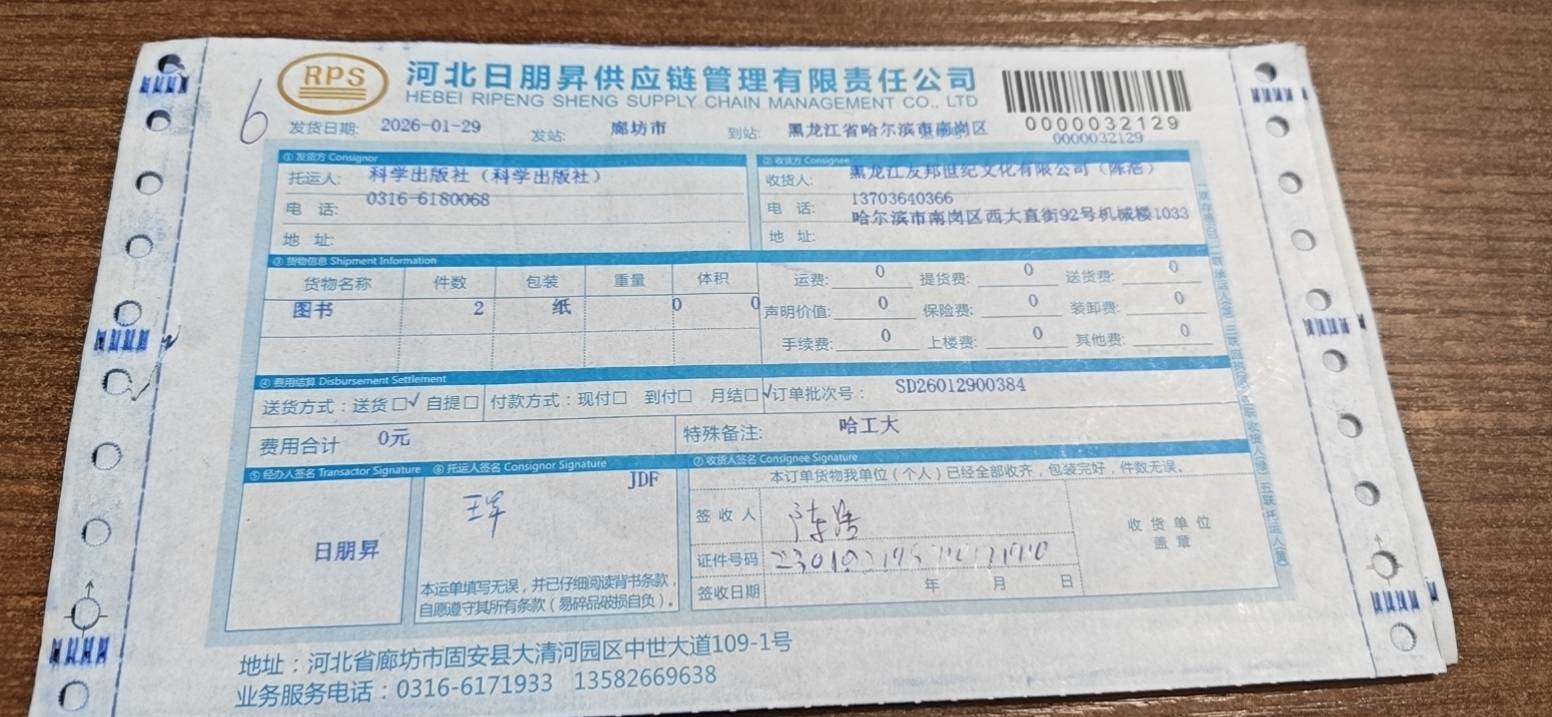 6
RPS
河北日朋昇供应链管理有限责任公司
HEBEI RIPENG SHENG SUPPLY CHAIN MANAGEMENT CO., LTD
0000032129
0000032129
发货日期: 2026-01-29 发站: 廊坊市 到站: 黑龙江省哈尔滨市南岗区
① 发货方 Consignor
托运人: 科学出版社（科学出版社）
电 话: 0316-6180068
地 址:
② 收货方 Consignee
收货人: 黑龙江友邦世纪文化有限公司（陈浩）
电 话: 13703640366
地 址: 哈尔滨市南岗区西大直街92号机械楼1033
③ 货物信息 Shipment Information
货物名称 件数 包装 重量 体积
图书 2 纸 0 0
运费: 0 提货费: 0 送货费: 0
声明价值: 0 保险费: 0 装卸费: 0
手续费: 0 上楼费: 0 其他费: 0
④ 费用结算 Disbursement Settlement
送货方式：送货□√ 自提□ 付款方式：现付□ 到付□ 月结□√ 订单批次号： SD26012900384
费用合计 0元 特殊备注: 哈工大
⑤ 经办人签名 Transactor Signature
日朋昇
⑥ 托运人签名 Consignor Signature
JDF
王军
本运单填写无误，并已仔细阅读背书条款，
自愿遵守其所有条款（易碎品破损自负）。
⑦ 收货人签名 Consignee Signature
本订单货物我单位（个人）已经全部收齐，包装完好，件数无误。
签收人 陈浩
证件号码
签收日期 年 月 日
收货单位
盖章
地址：河北省廊坊市固安县大清河园区中世大道109-1号
业务服务电话：0316-6171933 13582669638